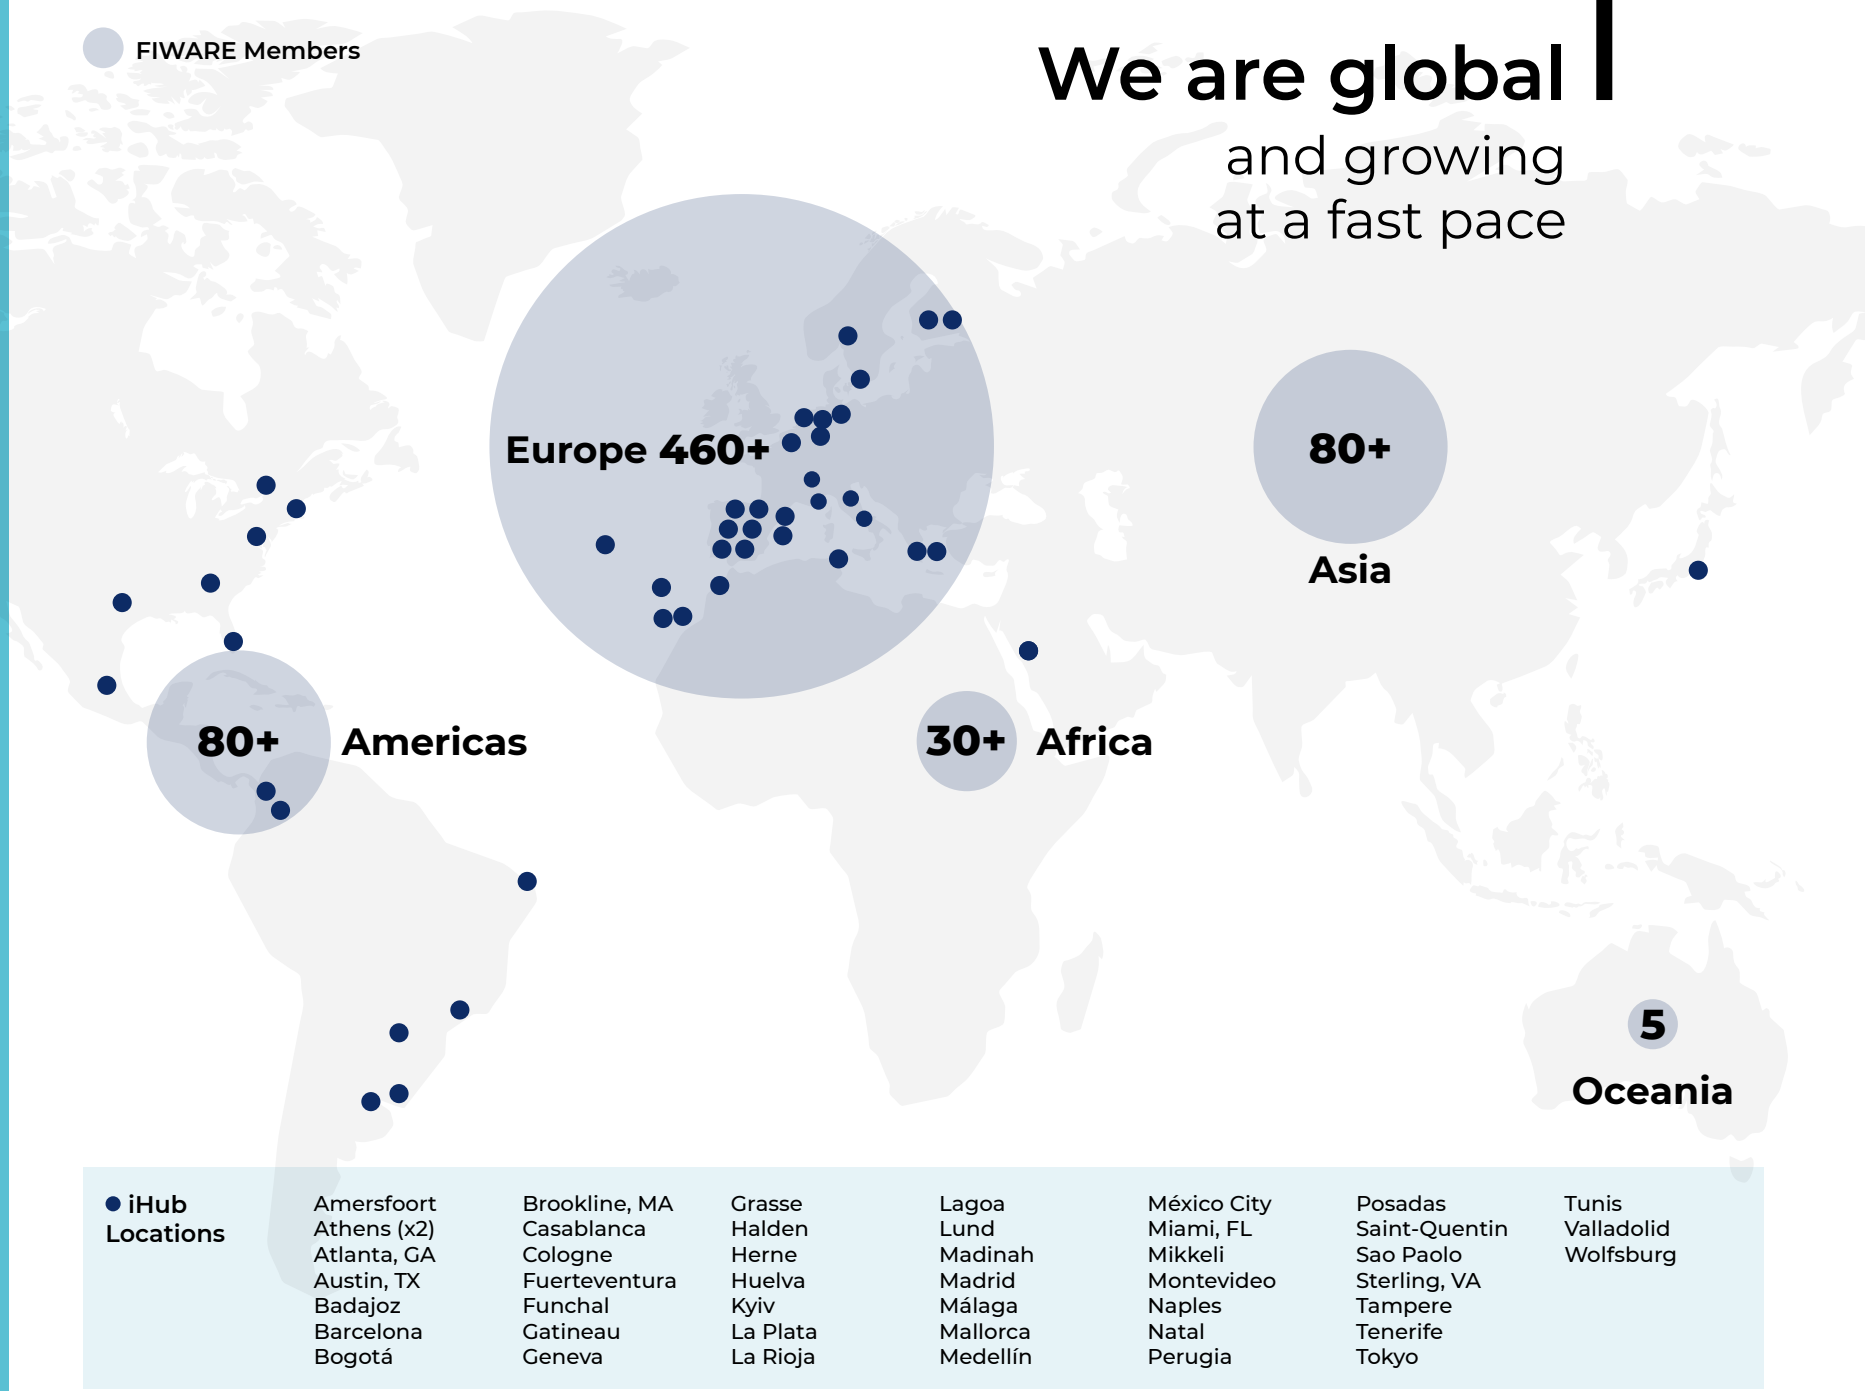 FIWARE Members
We are global
and growing
at a fast pace
Europe 460+
80+
Asia
80+ Americas
30+ Africa
5
Oceania
iHub
Locations
Amersfoort
Athens (x2)
Atlanta, GA
Austin, TX
Badajoz
Barcelona
Bogotá
Brookline, MA
Casablanca
Cologne
Fuerteventura
Funchal
Gatineau
Geneva
Grasse
Halden
Herne
Huelva
Kyiv
La Plata
La Rioja
Lagoa
Lund
Madinah
Madrid
Málaga
Mallorca
Medellín
México City
Miami, FL
Mikkeli
Montevideo
Naples
Natal
Perugia
Posadas
Saint-Quentin
Sao Paolo
Sterling, VA
Tampere
Tenerife
Tokyo
Tunis
Valladolid
Wolfsburg